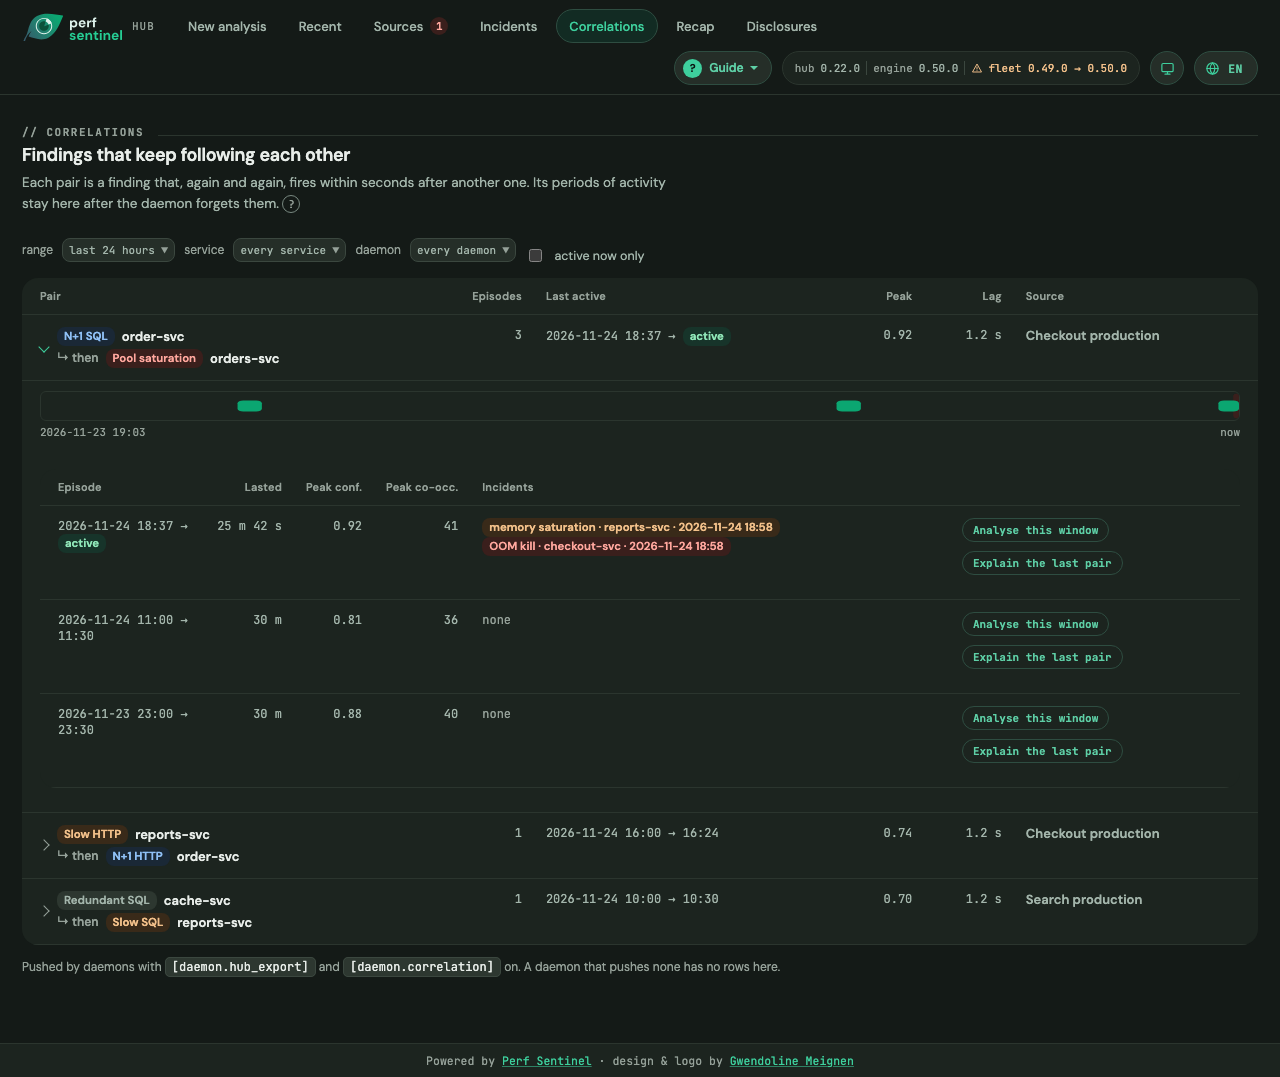 perf
sentinel
HUB
New analysis
Recent
Sources 1
Incidents
Correlations
Recap
Disclosures
? Guide
hub 0.22.0 | engine 0.50.0 | ⚠ fleet 0.49.0 → 0.50.0
EN
// CORRELATIONS
Findings that keep following each other
Each pair is a finding that, again and again, fires within seconds after another one. Its periods of activity
stay here after the daemon forgets them. ?
range last 24 hours ▼ service every service ▼ daemon every daemon ▼ active now only
Pair Episodes Last active Peak Lag Source
N+1 SQL order-svc 3 2026-11-24 18:37 → active 0.92 1.2 s Checkout production
↳ then Pool saturation orders-svc
2026-11-23 19:03 now
Episode Lasted Peak conf. Peak co-occ. Incidents
2026-11-24 18:37 → 25 m 42 s 0.92 41 memory saturation · reports-svc · 2026-11-24 18:58 Analyse this window
active OOM kill · checkout-svc · 2026-11-24 18:58
Explain the last pair
2026-11-24 11:00 → 30 m 0.81 36 none Analyse this window
11:30
Explain the last pair
2026-11-23 23:00 → 30 m 0.88 40 none Analyse this window
23:30
Explain the last pair
Slow HTTP reports-svc 1 2026-11-24 16:00 → 16:24 0.74 1.2 s Checkout production
↳ then N+1 HTTP order-svc
Redundant SQL cache-svc 1 2026-11-24 10:00 → 10:30 0.70 1.2 s Search production
↳ then Slow SQL reports-svc
Pushed by daemons with [daemon.hub_export] and [daemon.correlation] on. A daemon that pushes none has no rows here.
Powered by Perf Sentinel · design & logo by Gwendoline Meignen